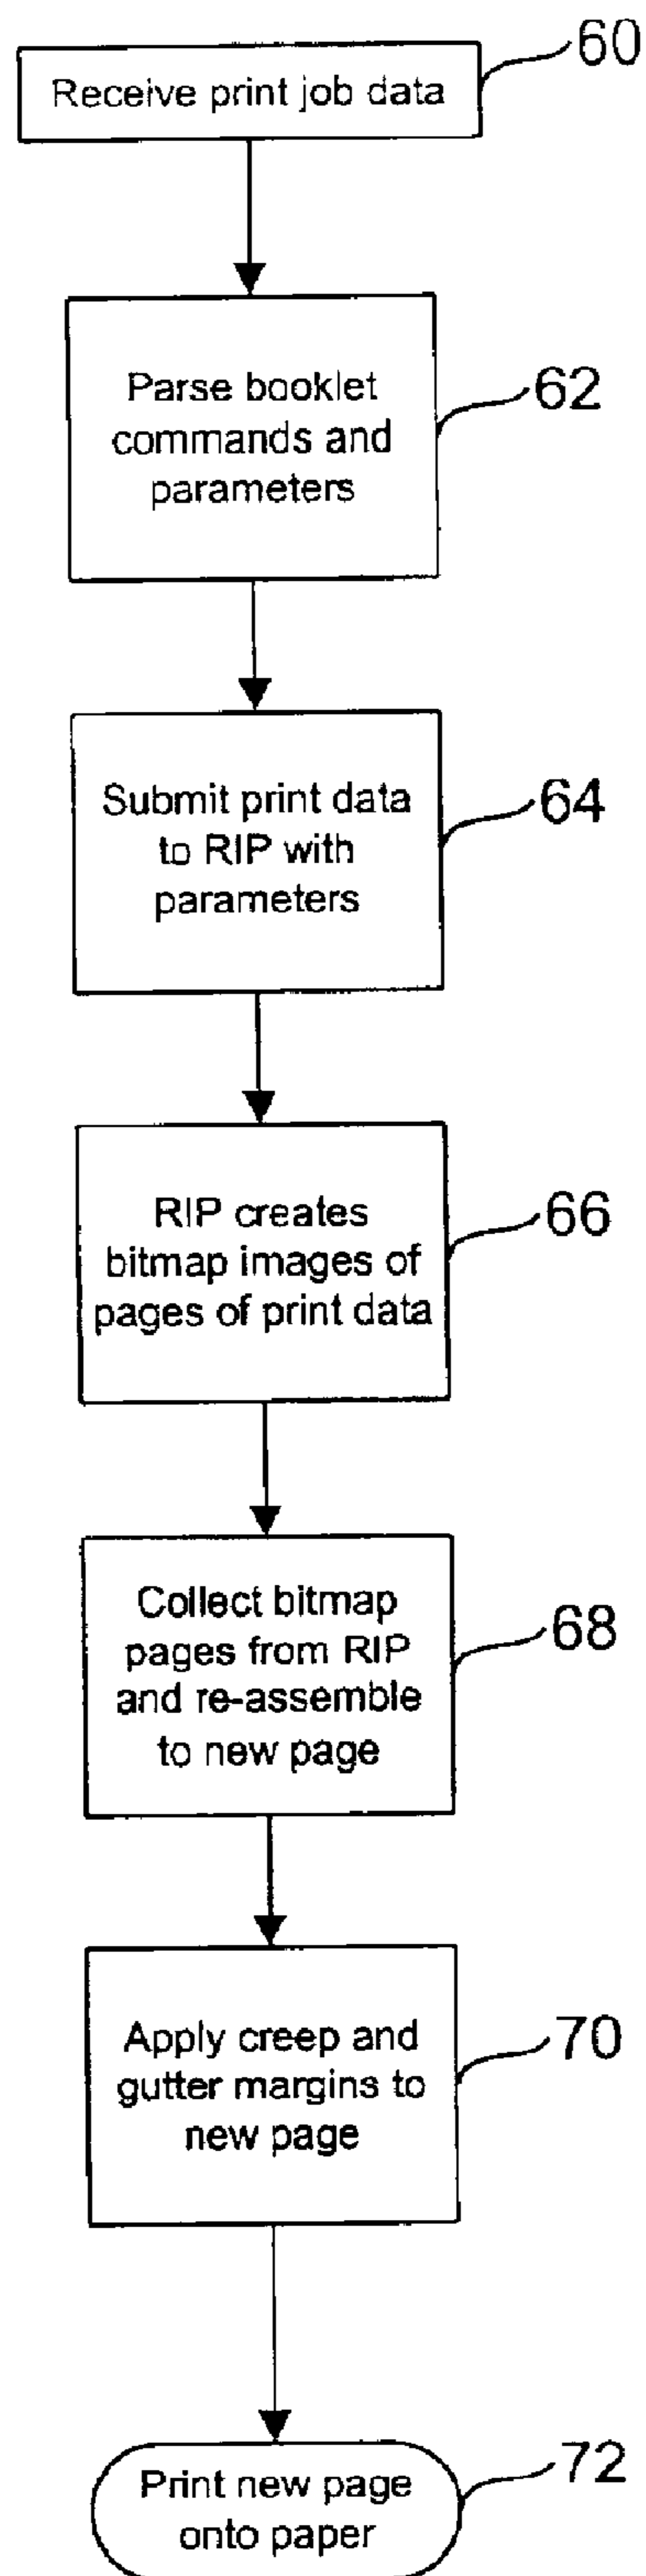 60
Receive print job data
62
Parse booklet
commands and
parameters
64
Submit print data
to RIP with
parameters
66
RIP creates
bitmap images of
pages of print data
68
Collect bitmap
pages from RIP
and re-assemble
to new page
70
Apply creep and
gutter margins to
new page
72
Print new page
onto paper